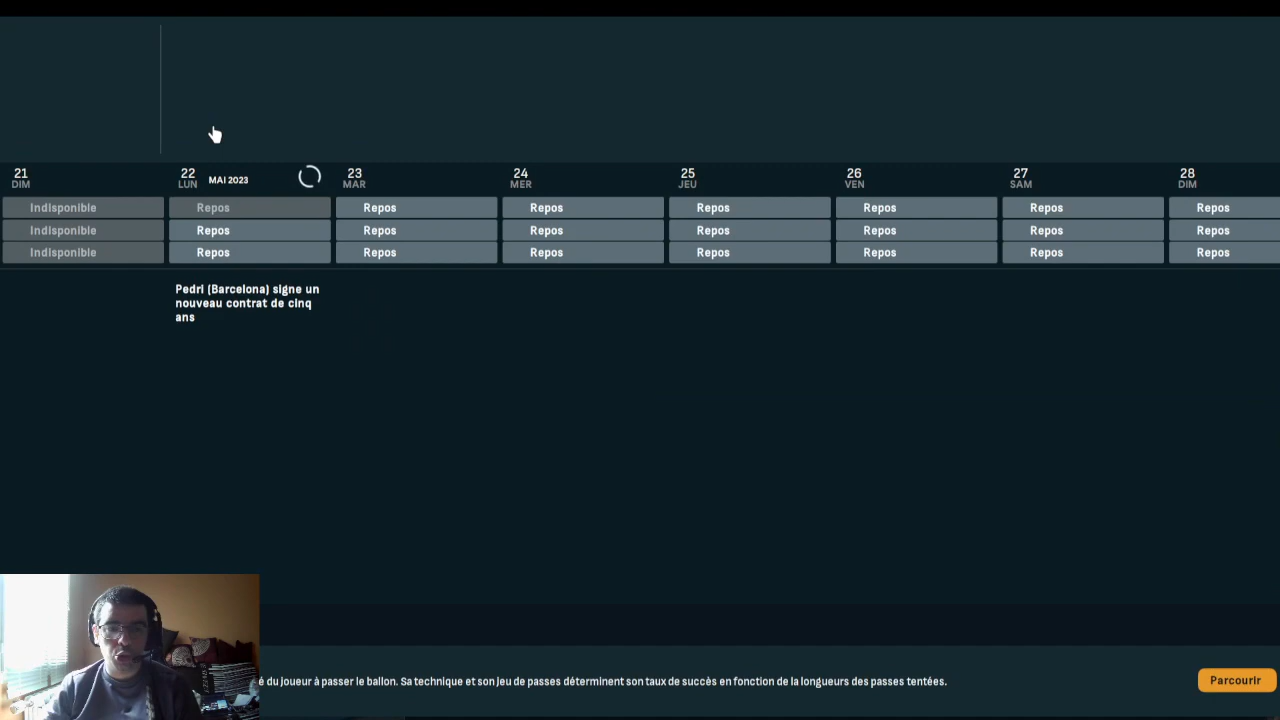 21 22 MAI 2023 23 24 25 26 27 28
DIM LUN MAR MER JEU VEN SAM DIM
Indisponible Repos Repos Repos Repos Repos Repos Repos
Indisponible Repos Repos Repos Repos Repos Repos Repos
Indisponible Repos Repos Repos Repos Repos Repos Repos
Pedri (Barcelona) signe un
nouveau contrat de cinq
ans
é du joueur à passer le ballon. Sa technique et son jeu de passes déterminent son taux de succès en fonction de la longueurs des passes tentées.
Parcourir